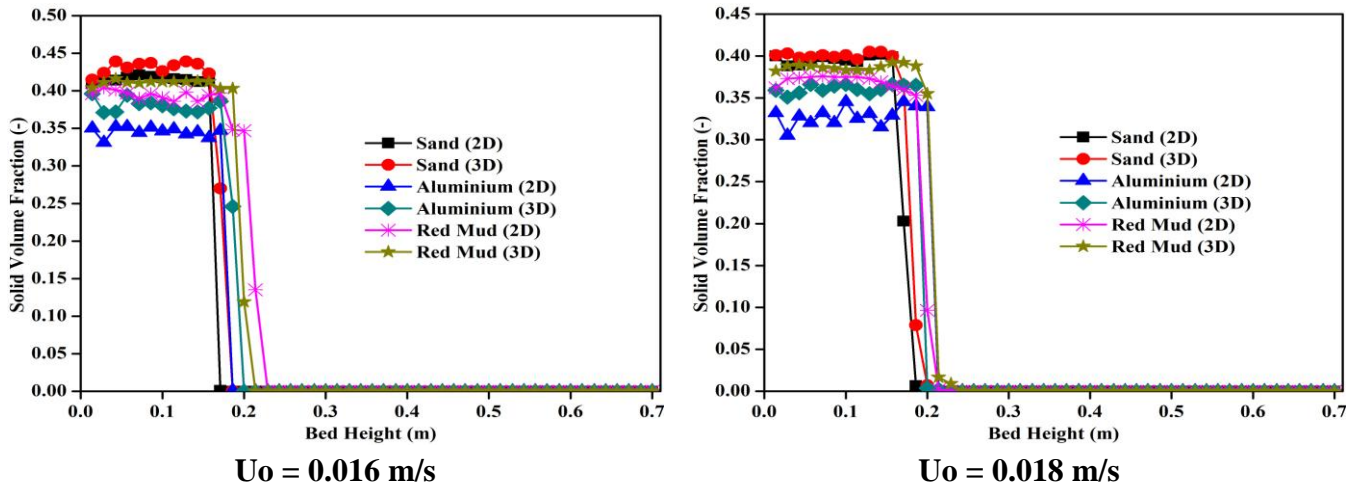 0.50
0.45
0.40
0.35
0.30
0.25
0.20
0.15
0.10
0.05
0.00
Solid Volume Fraction (-)
Sand (2D)
Sand (3D)
Aluminium (2D)
Aluminium (3D)
Red Mud (2D)
Red Mud (3D)
0.0 0.1 0.2 0.3 0.4 0.5 0.6 0.7
Bed Height (m)
Uo = 0.016 m/s
0.45
0.40
0.35
0.30
0.25
0.20
0.15
0.10
0.05
0.00
Solid Volume Fraction (-)
Sand (2D)
Sand (3D)
Aluminium (2D)
Aluminium (3D)
Red Mud (2D)
Red Mud (3D)
0.0 0.1 0.2 0.3 0.4 0.5 0.6 0.7
Bed Height (m)
Uo = 0.018 m/s